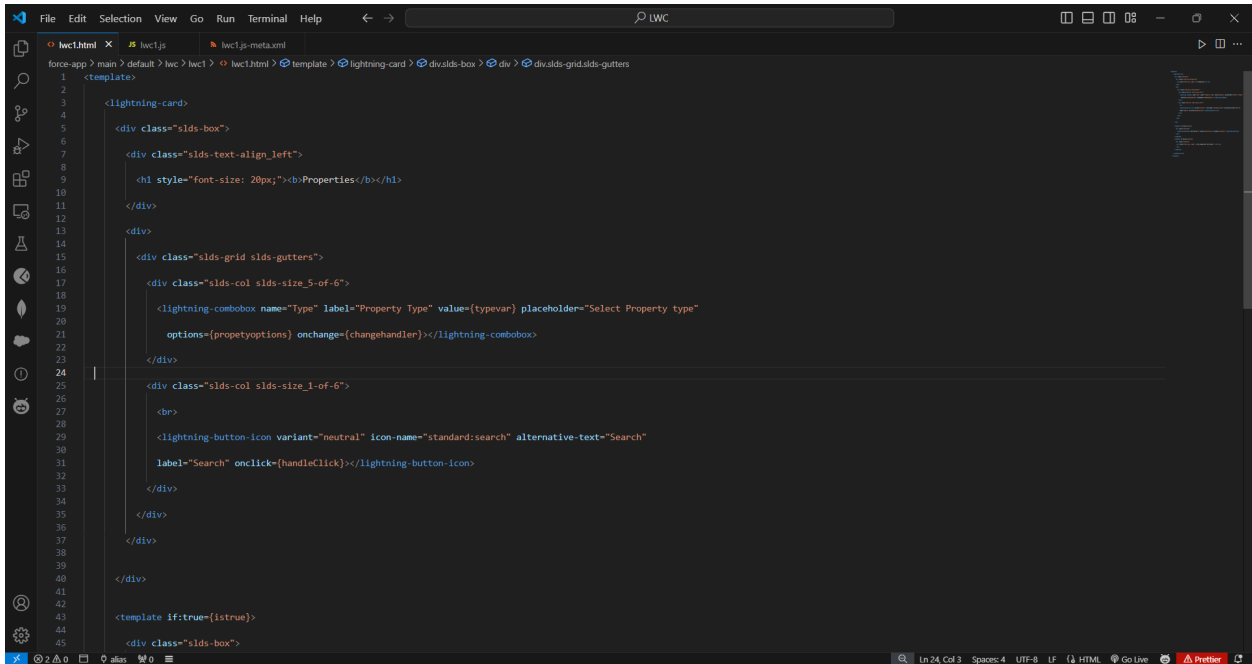 File Edit Selection View Go Run Terminal Help
LWC
lwc1.html
JS lwc1.js
lwc1.js-meta.xml
force-app > main > default > lwc > lwc1 > lwc1.html > template > lightning-card > div.slds-box > div > div.slds-grid.slds-gutters
1 <template>
2
3 <lightning-card>
4
5 <div class="slds-box">
6
7 <div class="slds-text-align_left">
8
9 <h1 style="font-size: 20px;"><b>Properties</b></h1>
10
11 </div>
12
13 <div>
14
15 <div class="slds-grid slds-gutters">
16
17 <div class="slds-col slds-size_5-of-6">
18
19 <lightning-combobox name="Type" label="Property Type" value={typevar} placeholder="Select Property type"
20
21 options={propetyoptions} onchange={changehandler}></lightning-combobox>
22
23 </div>
24
25 <div class="slds-col slds-size_1-of-6">
26
27 <br>
28
29 <lightning-button-icon variant="neutral" icon-name="standard:search" alternative-text="Search"
30
31 label="Search" onclick={handleClick}></lightning-button-icon>
32
33 </div>
34
35 </div>
36
37 </div>
38
39
40 </div>
41
42
43 <template if:true={istrue}>
44
45 <div class="slds-box">
2 0 alias 0 Ln 24, Col 3 Spaces: 4 UTF-8 LF HTML Go Live Prettier